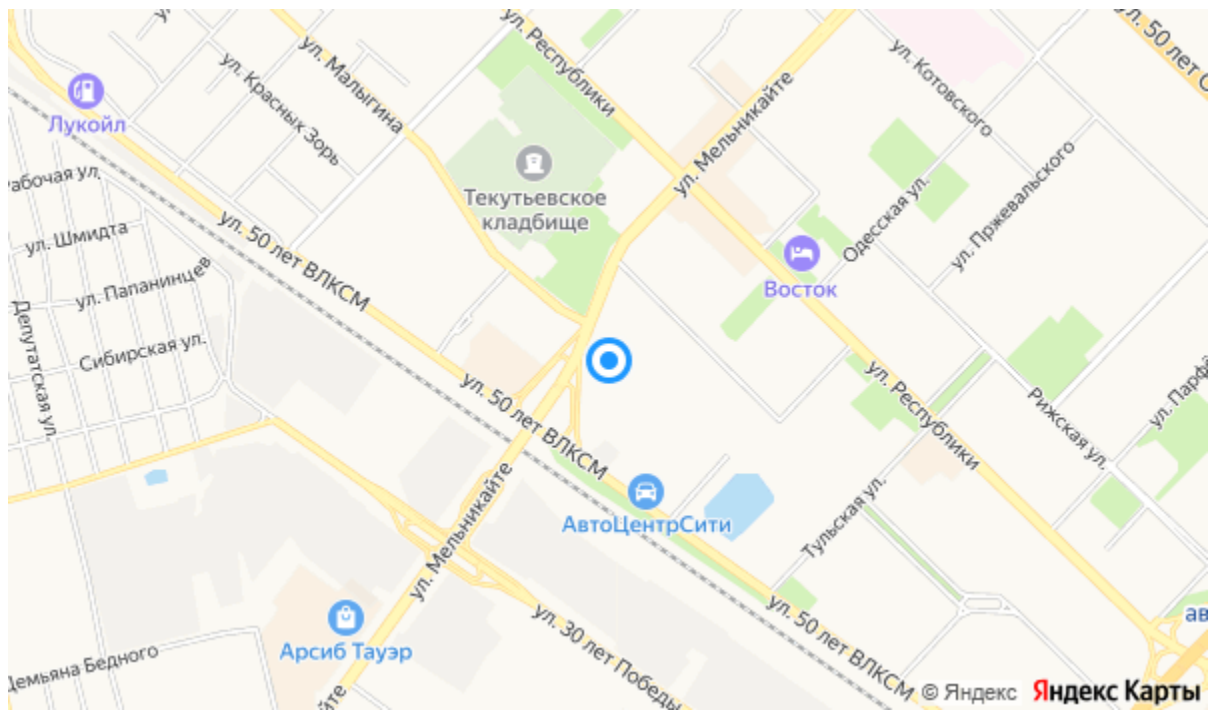 ул. Малыгина
ул. Республики
ул. Котовского
Лукойл
ул. Красных Зорь
ул. Мельникайте
Рабочая ул.
Текутьевское
кладбище
Одесская ул.
ул. Пржевальского
ул. Шмидта
ул. 50 лет ВЛКСМ
ул. Папанинцев
Восток
Депутатская ул.
Сибирская ул.
ул. 50 лет ВЛКСМ
ул. Республики
Рижская ул.
ул. Парфё
АвтоЦентрСити
Тульская ул.
ул. Мельникайте
Арсиб Тауэр
ул. 30 лет Победы
ул. 50 лет ВЛКСМ
ав
Демьяна Бедного
йте
© Яндекс Яндекс Карты
ул. 50 лет О